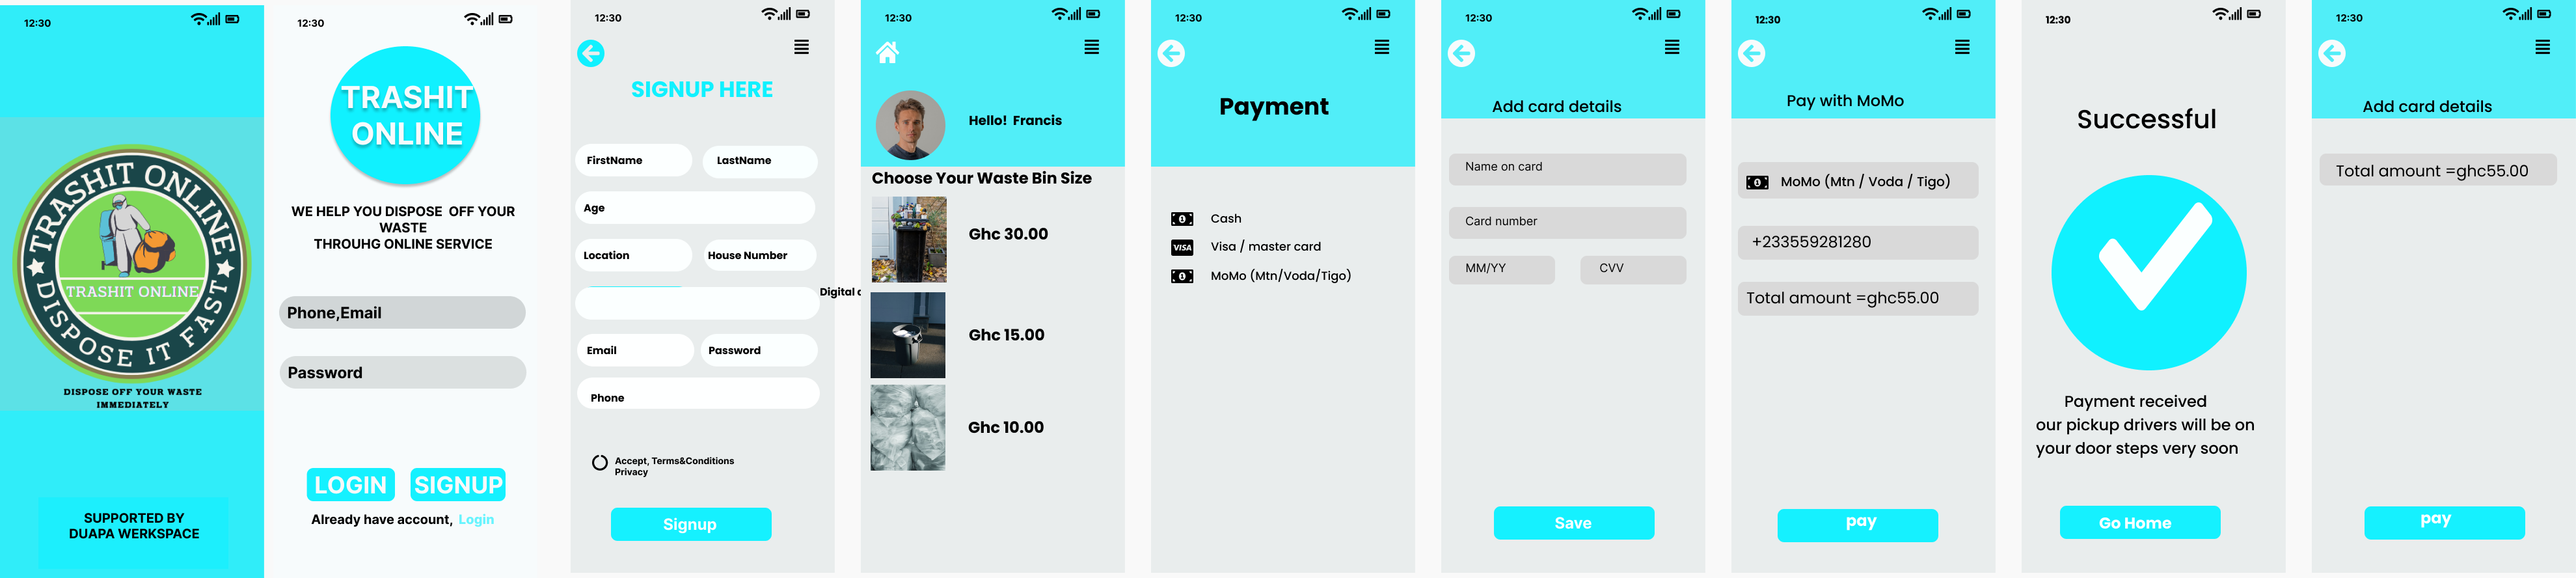 12:30
TRASHIT ONLINE
TRASHIT ONLINE
DISPOSE IT FAST
DISPOSE OFF YOUR WASTE
IMMEDIATELY
SUPPORTED BY
DUAPA WERKSPACE
12:30
TRASHIT
ONLINE
WE HELP YOU DISPOSE OFF YOUR
WASTE
THROUHG ONLINE SERVICE
Phone,Email
Password
LOGIN SIGNUP
Already have account, Login
12:30
SIGNUP HERE
FirstName LastName
Age
Location House Number
Digital
Email Password
Phone
Accept, Terms&Conditions
Privacy
Signup
12:30
Hello! Francis
Choose Your Waste Bin Size
Ghc 30.00
Ghc 15.00
Ghc 10.00
12:30
Payment
Cash
VISA Visa / master card
MoMo (Mtn/Voda/Tigo)
12:30
Add card details
Name on card
Card number
MM/YY CVV
Save
12:30
Pay with MoMo
MoMo (Mtn / Voda / Tigo)
+233559281280
Total amount =ghc55.00
pay
12:30
Successful
Payment received
our pickup drivers will be on
your door steps very soon
Go Home
12:30
Add card details
Total amount =ghc55.00
pay